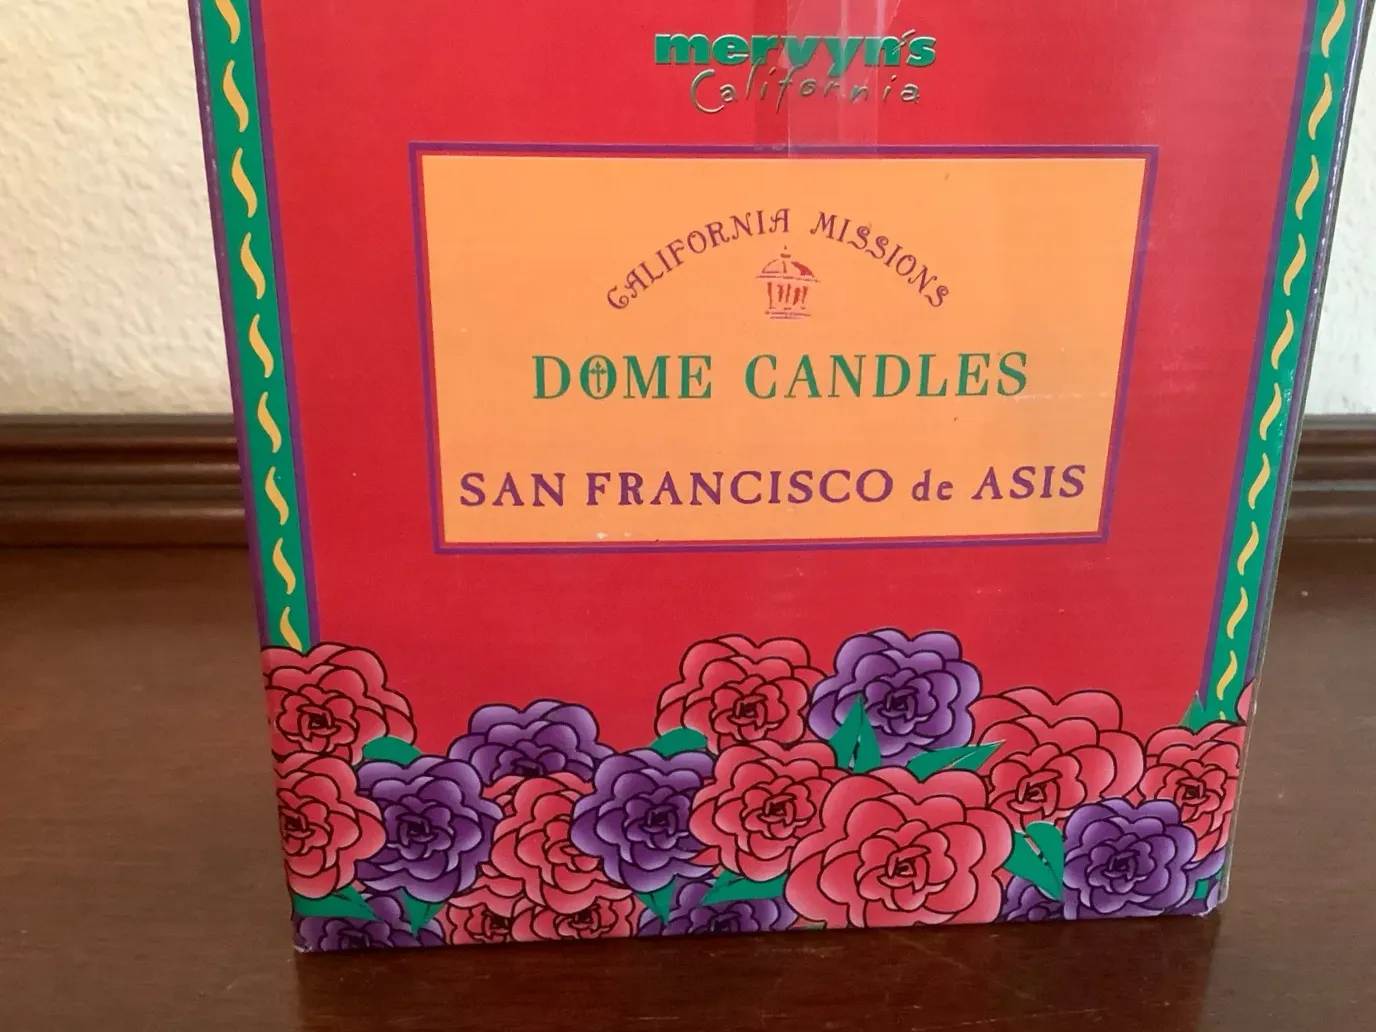 mervyn's
California
CALIFORNIA MISSIONS
DOME CANDLES
SAN FRANCISCO de ASIS